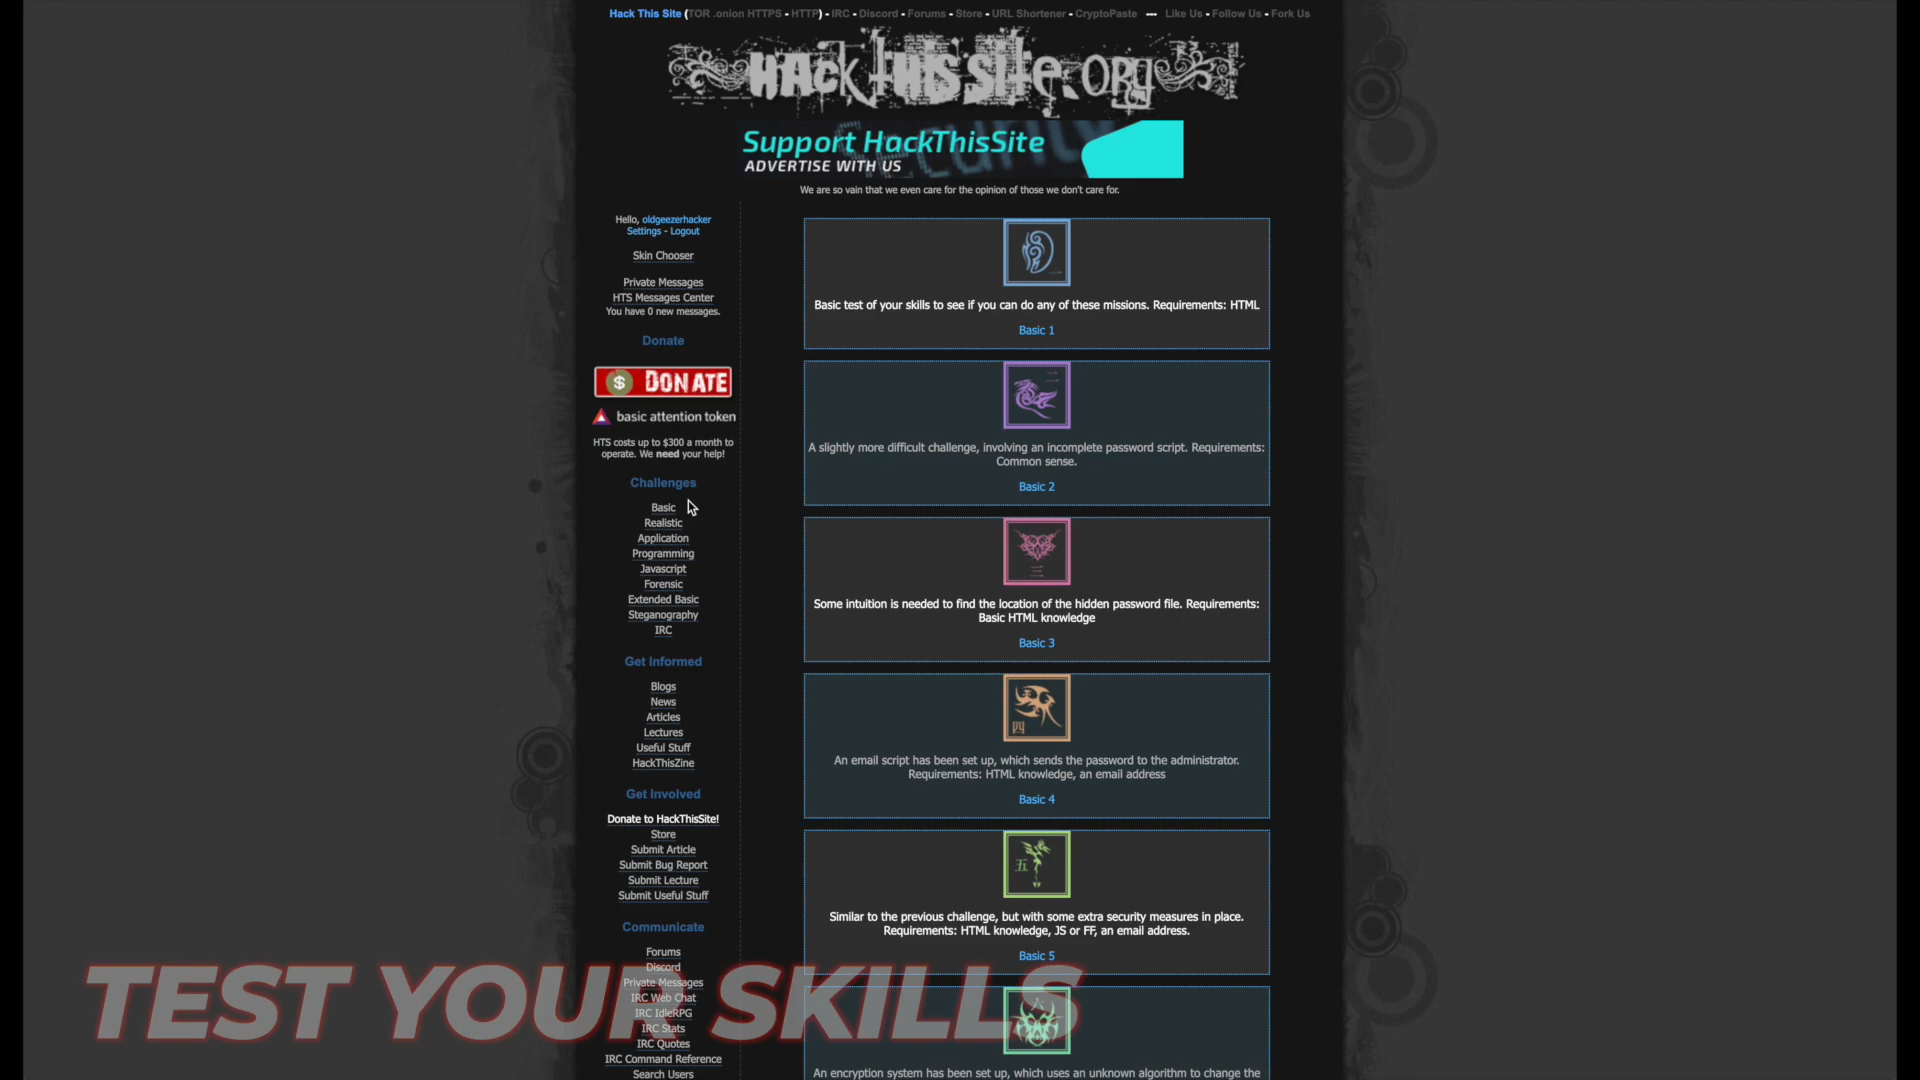 Hack This Site (TOR .onion HTTPS - HTTP) - IRC - Discord - Forums - Store - URL Shortener - CryptoPaste --- Like Us - Follow Us - Fork Us
HackThisSite.org
Support HackThisSite
ADVERTISE WITH US
We are so vain that we even care for the opinion of those we don't care for.
Hello, oldgeezerhacker
Settings - Logout
Skin Chooser
Private Messages
HTS Messages Center
You have 0 new messages.
Donate
$ DONATE
basic attention token
HTS costs up to $300 a month to
operate. We need your help!
Challenges
Basic
Realistic
Application
Programming
Javascript
Forensic
Extended Basic
Steganography
IRC
Get Informed
Blogs
News
Articles
Lectures
Useful Stuff
HackThisZine
Get Involved
Donate to HackThisSite!
Store
Submit Article
Submit Bug Report
Submit Lecture
Submit Useful Stuff
Communicate
Forums
Discord
Private Messages
IRC Web Chat
IRC IdleRPG
IRC Stats
IRC Quotes
IRC Command Reference
Search Users
一
Basic test of your skills to see if you can do any of these missions. Requirements: HTML
Basic 1
二
A slightly more difficult challenge, involving an incomplete password script. Requirements:
Common sense.
Basic 2
三
Some intuition is needed to find the location of the hidden password file. Requirements:
Basic HTML knowledge
Basic 3
四
An email script has been set up, which sends the password to the administrator.
Requirements: HTML knowledge, an email address
Basic 4
五
Similar to the previous challenge, but with some extra security measures in place.
Requirements: HTML knowledge, JS or FF, an email address.
Basic 5
An encryption system has been set up, which uses an unknown algorithm to change the
TEST YOUR SKILLS